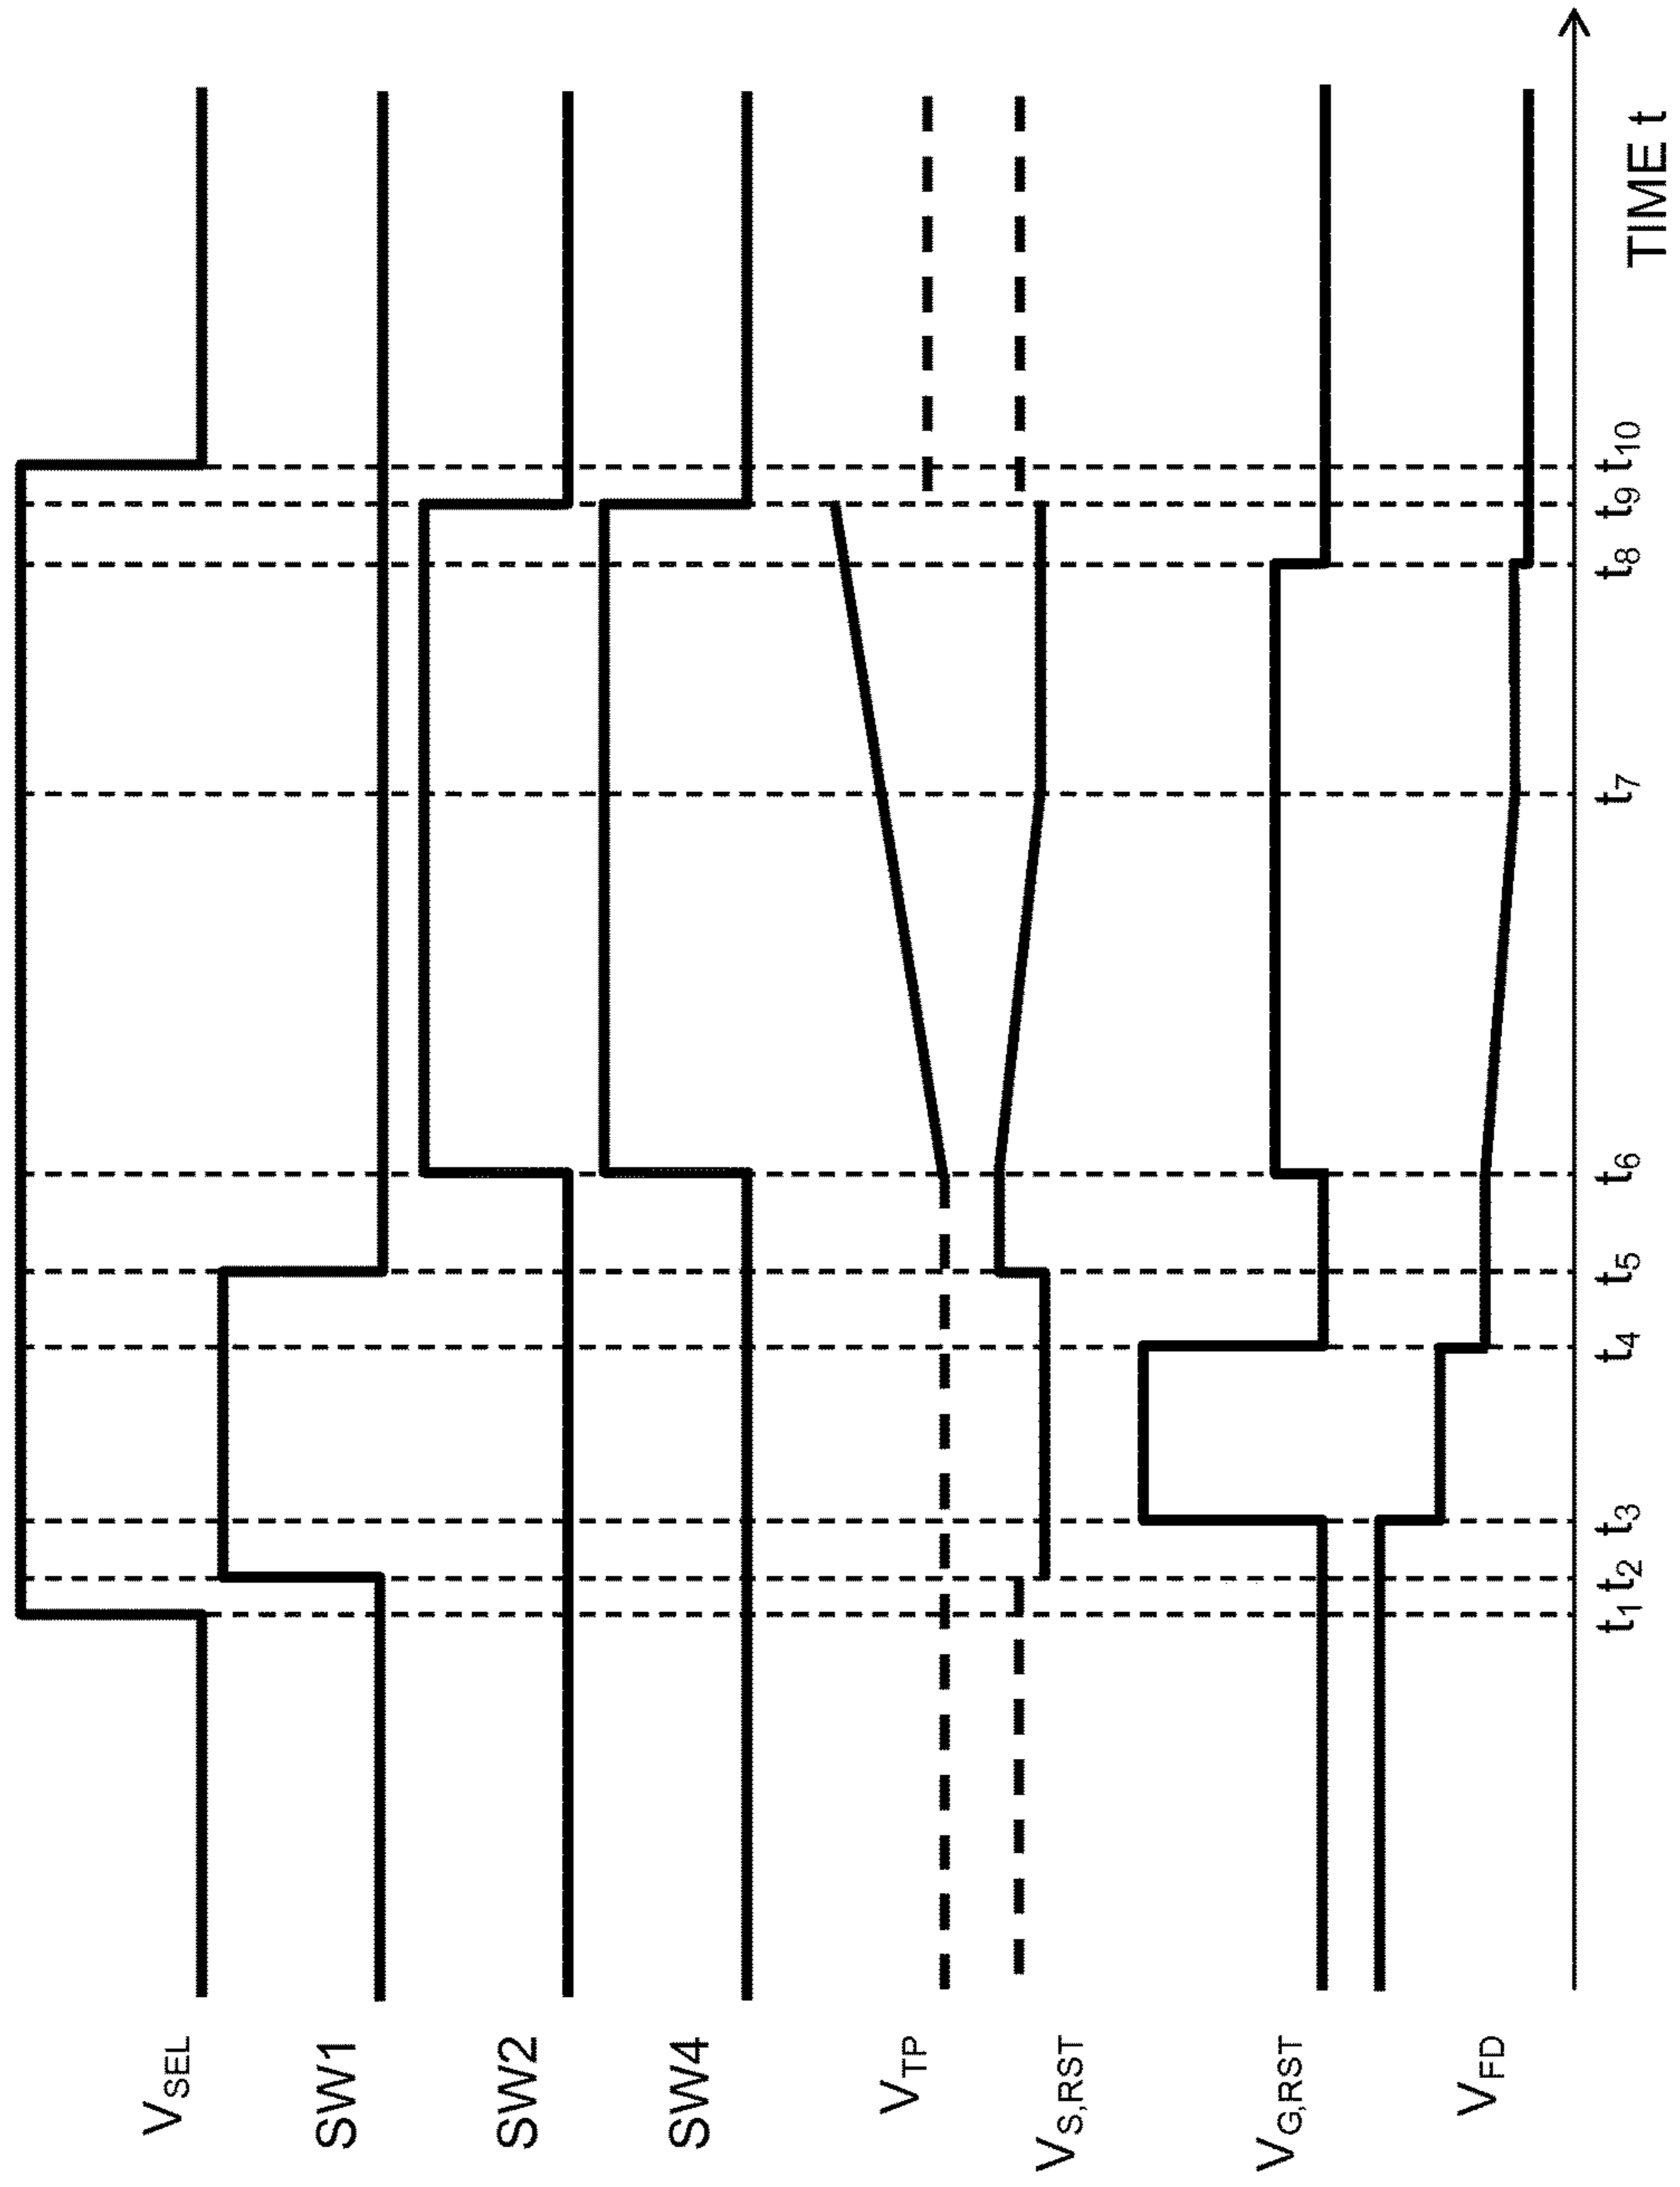 V_SEL
SW1
SW2
SW4
V_TP
V_S,RST
V_G,RST
V_FD
t_1 t_2 t_3 t_4 t_5 t_6 t_7 t_8 t_9 t_10
TIME t